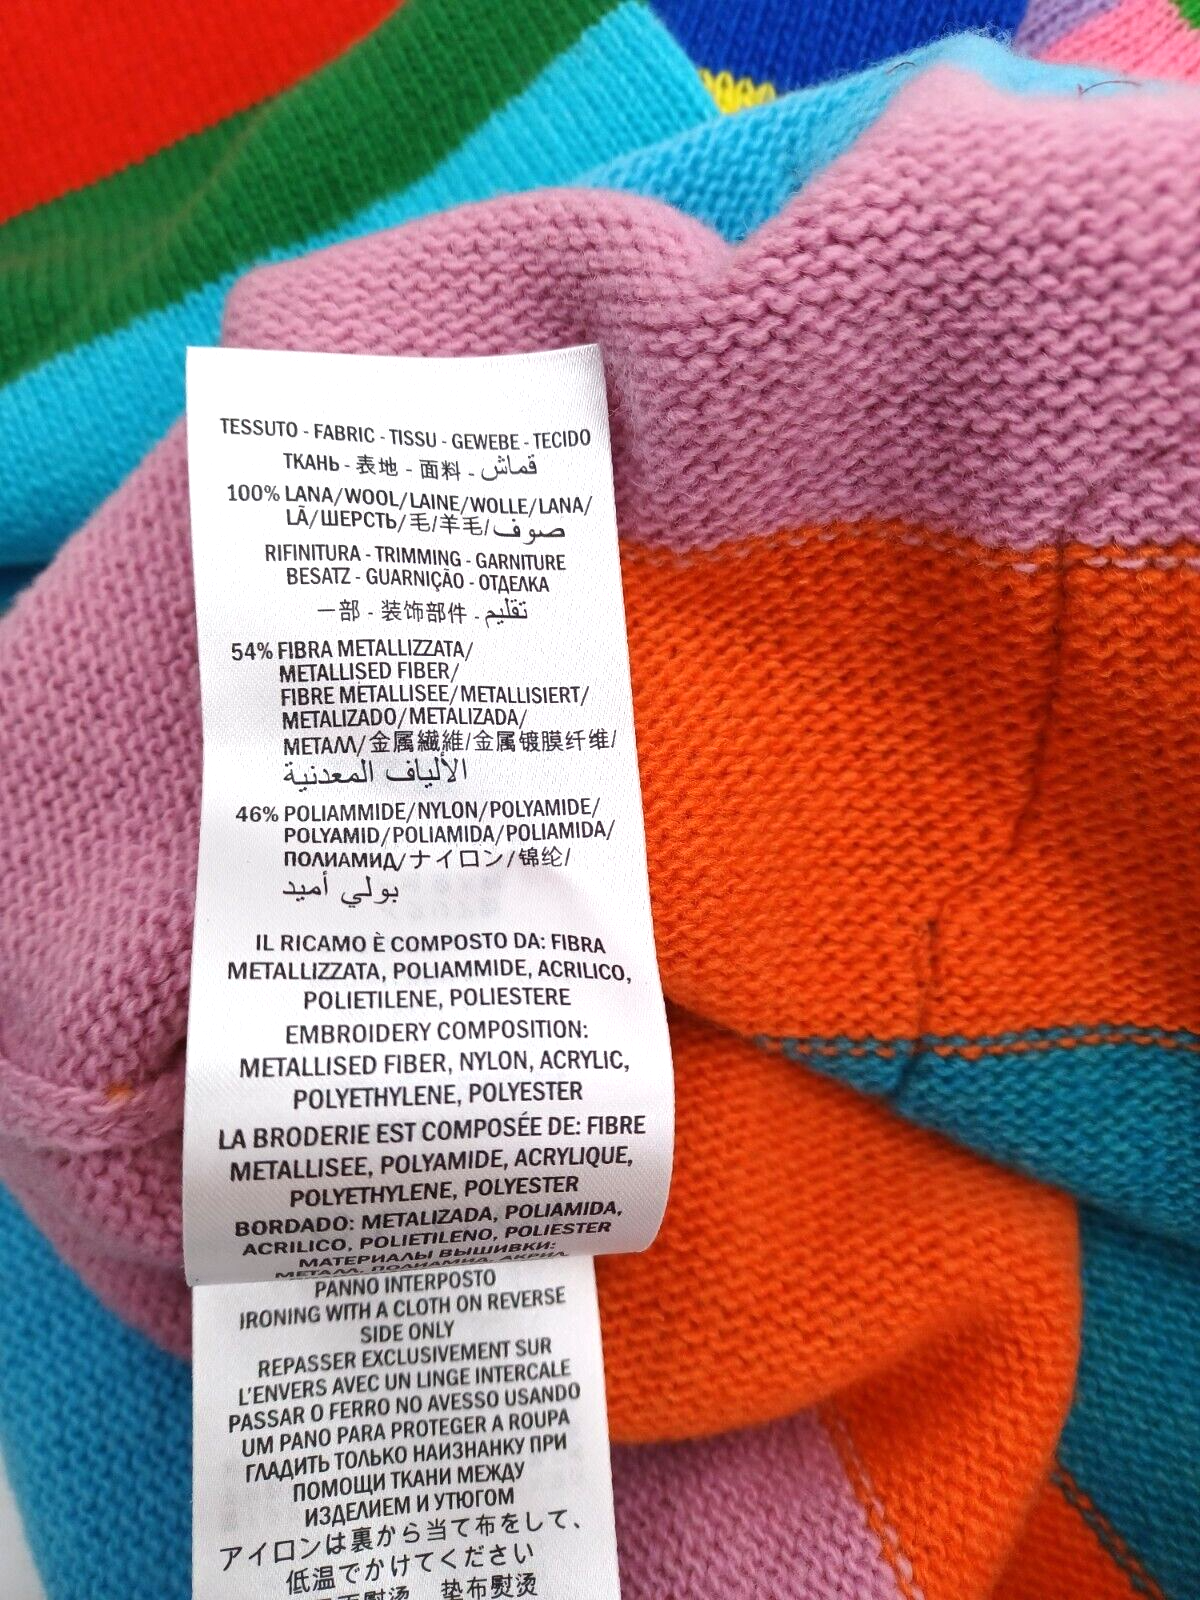 TESSUTO - FABRIC - TISSU - GEWEBE - TECIDO
ТКАНЬ - 表地 - 面料 - قماش
100% LANA/WOOL/LAINE/WOLLE/LANA/
LÃ/ШЕРСТЬ/毛/羊毛/صوف
RIFINITURA - TRIMMING - GARNITURE
BESATZ - GUARNIÇÃO - ОТДЕЛКА
一部 - 装饰部件 - تقليم
54% FIBRA METALLIZZATA/
METALLISED FIBER/
FIBRE METALLISEE/METALLISIERT/
METALIZADO/METALIZADA/
МЕТАЛЛ/金属繊維/金属镀膜纤维/
الألياف المعدنية
46% POLIAMMIDE/NYLON/POLYAMIDE/
POLYAMID/POLIAMIDA/POLIAMIDA/
ПОЛИАМИД/ナイロン/锦纶/
بولي أميد
IL RICAMO È COMPOSTO DA: FIBRA
METALLIZZATA, POLIAMMIDE, ACRILICO,
POLIETILENE, POLIESTERE
EMBROIDERY COMPOSITION:
METALLISED FIBER, NYLON, ACRYLIC,
POLYETHYLENE, POLYESTER
LA BRODERIE EST COMPOSÉE DE: FIBRE
METALLISEE, POLYAMIDE, ACRYLIQUE,
POLYETHYLENE, POLYESTER
BORDADO: METALIZADA, POLIAMIDA,
ACRILICO, POLIETILENO, POLIESTER
МАТЕРИАЛЫ ВЫШИВКИ:
МЕТАЛЛ, ПОЛИАМИД, АКРИЛ,
PANNO INTERPOSTO
IRONING WITH A CLOTH ON REVERSE
SIDE ONLY
REPASSER EXCLUSIVEMENT SUR
L'ENVERS AVEC UN LINGE INTERCALE
PASSAR O FERRO NO AVESSO USANDO
UM PANO PARA PROTEGER A ROUPA
ГЛАДИТЬ ТОЛЬКО НАИЗНАНКУ ПРИ
ПОМОЩИ ТКАНИ МЕЖДУ
ИЗДЕЛИЕМ И УТЮГОМ
アイロンは裏から当て布をして、
低温でかけてください
熨烫 垫布熨烫